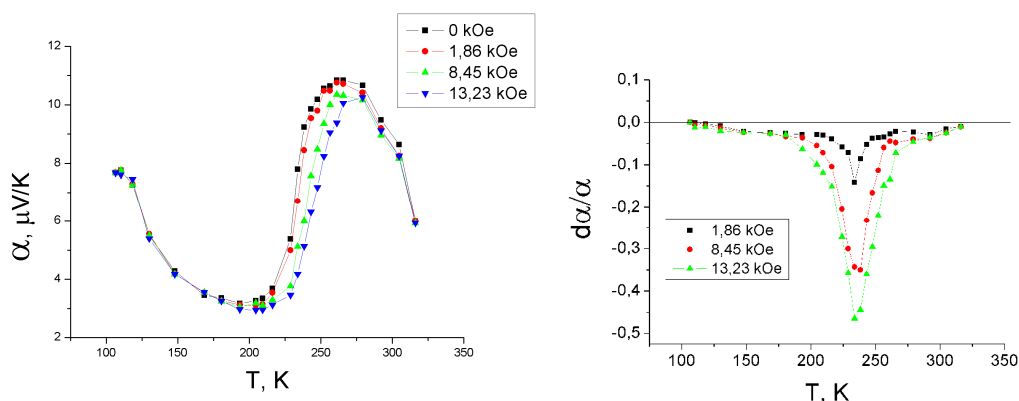 0 kOe
1,86 kOe
8,45 kOe
13,23 kOe
12
10
8
6
4
2
α, μV/K
100
150
200
250
300
350
T, K
0,1
0,0
-0,1
-0,2
-0,3
-0,4
-0,5
dα/α
1,86 kOe
8,45 kOe
13,23 kOe
100
150
200
250
300
350
T, K